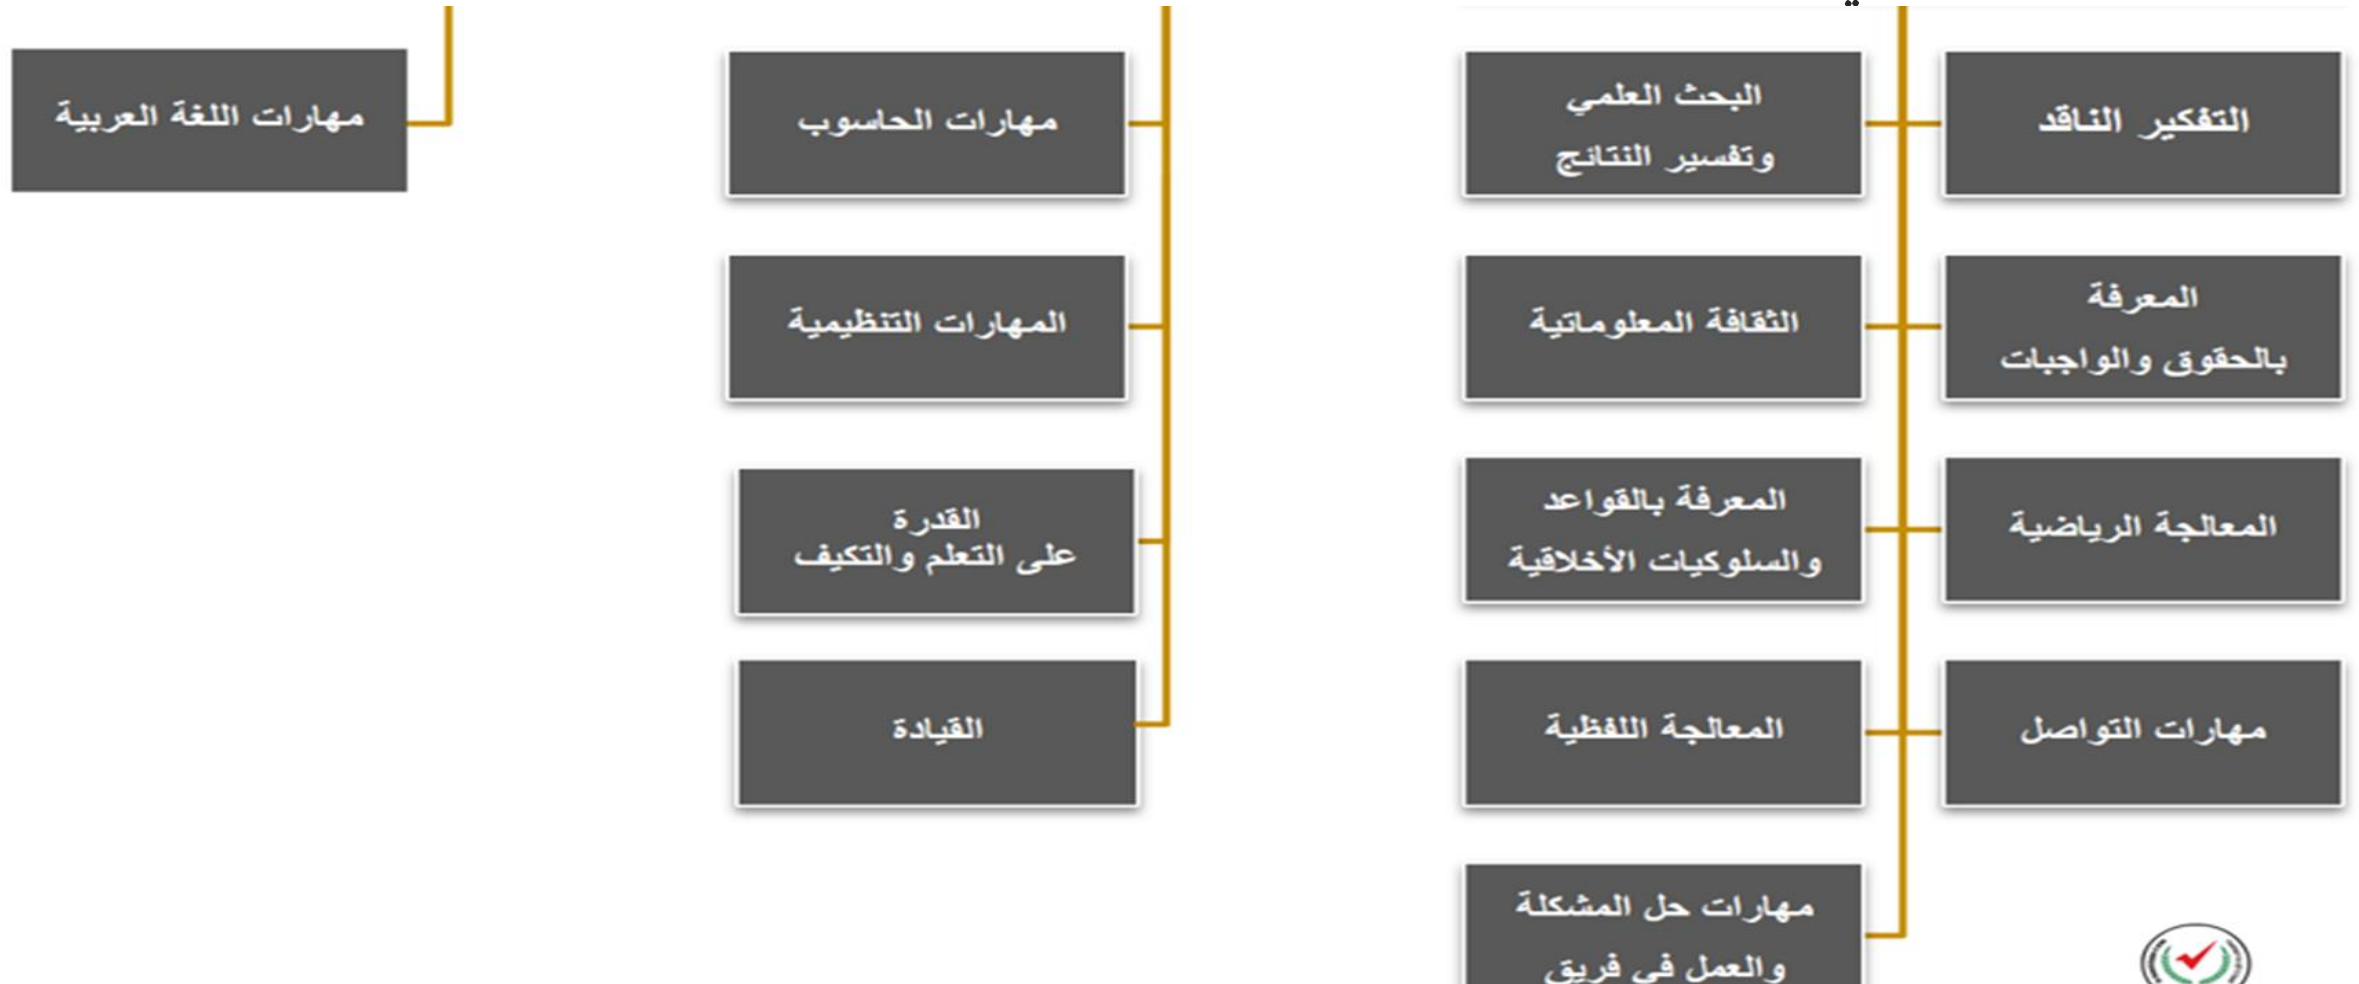 التفكير الناقد
البحث العلمي
وتفسير النتائج
المعرفة
بالحقوق والواجبات
الثقافة المعلوماتية
المعالجة الرياضية
المعرفة بالقواعد
والسلوكيات الأخلاقية
مهارات التواصل
المعالجة اللفظية
مهارات حل المشكلة
والعمل في فريق
مهارات الحاسوب
المهارات التنظيمية
القدرة
على التعلم والتكيف
القيادة
مهارات اللغة العربية